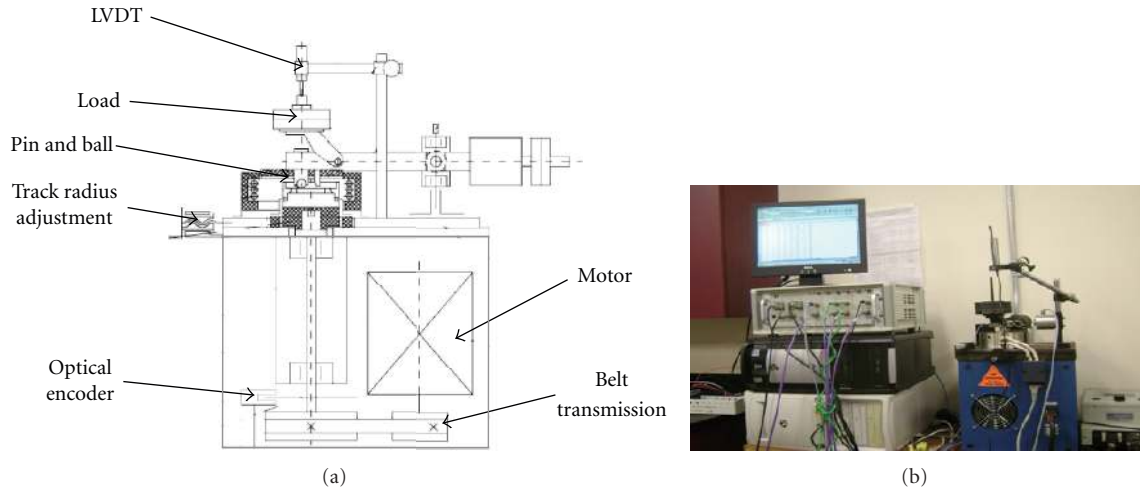 LVDT
Load
Pin and ball
Track radius
adjustment
Motor
Optical
encoder
Belt
transmission
(a)
(b)